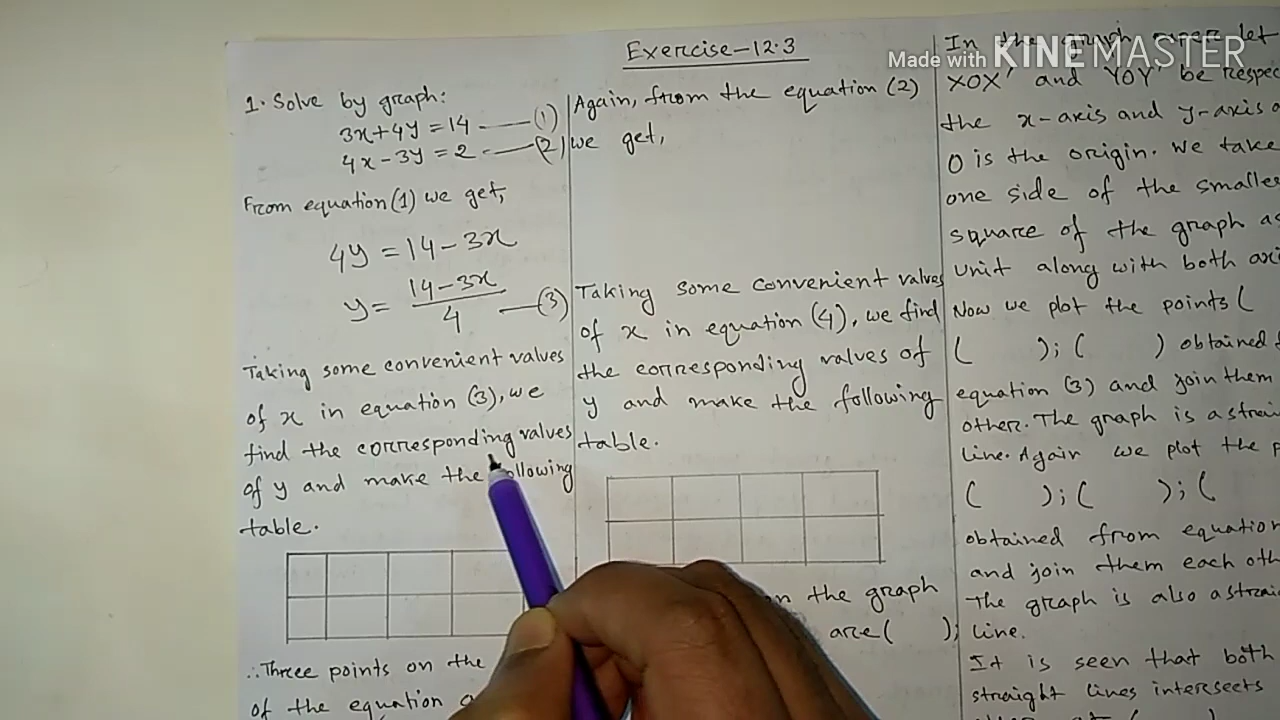 Exercise-12.3
Made with KINEMASTER
1. Solve by graph:
3x+4y=14 —(1)
4x-3y=2 —(2)
From equation(1) we get,
4y=14-3x
y= (14-3x)/4 —(3)
Taking some convenient values
of x in equation (3), we
find the corresponding values
of y and make the following
table.
∴Three points on the
of the equation
Again, from the equation (2)
we get,
Taking some convenient values
of x in equation (4), we find
the corresponding values of
y and make the following
table.
on the graph
are( );
In the graph let
XOX' and YOY' be
the x-axis and y-axis
O is the origin. We take
one side of the
square of the graph
unit along with both
Now we plot the points (
( ); ( ) obtained
equation (3) and join them
other. The graph is a
line. Again we plot the
( ); ( ); (
obtained from equation
and join them each
The graph is also a
line.
It is seen that both
straight lines intersects